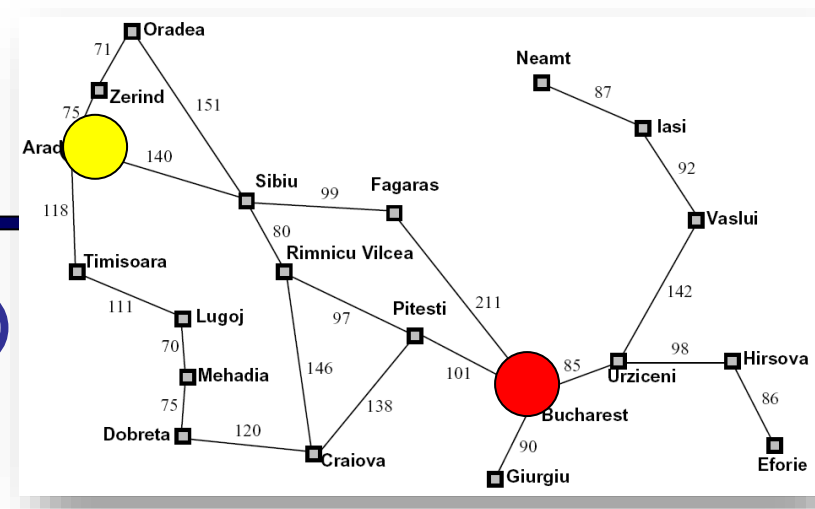 Oradea
71
Neamt
87
Zerind
151
75
Iasi
Arad
140
92
Sibiu
99
Fagaras
118
Vaslui
80
Rimnicu Vilcea
Timisoara
142
111
211
Lugoj
97
Pitesti
70
98
Hirsova
146
101
85
Urziceni
Mehadia
86
75
138
Bucharest
Dobreta
120
90
Craiova
Eforie
Giurgiu